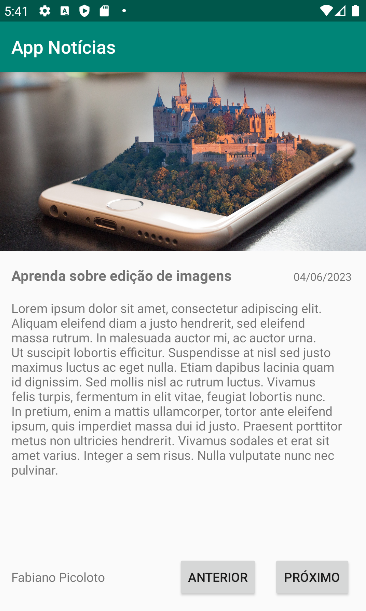 5:41
App Notícias
Aprenda sobre edição de imagens
04/06/2023
Lorem ipsum dolor sit amet, consectetur adipiscing elit.
Aliquam eleifend diam a justo hendrerit, sed eleifend
massa rutrum. In malesuada auctor mi, ac auctor urna.
Ut suscipit lobortis efficitur. Suspendisse at nisl sed justo
maximus luctus ac eget nulla. Etiam dapibus lacinia quam
id dignissim. Sed mollis nisl ac rutrum luctus. Vivamus
felis turpis, fermentum in elit vitae, feugiat lobortis nunc.
In pretium, enim a mattis ullamcorper, tortor ante eleifend
ipsum, quis imperdiet massa dui id justo. Praesent porttitor
metus non ultricies hendrerit. Vivamus sodales et erat sit
amet varius. Integer a sem risus. Nulla vulputate nunc nec
pulvinar.
Fabiano Picoloto
ANTERIOR
PRÓXIMO